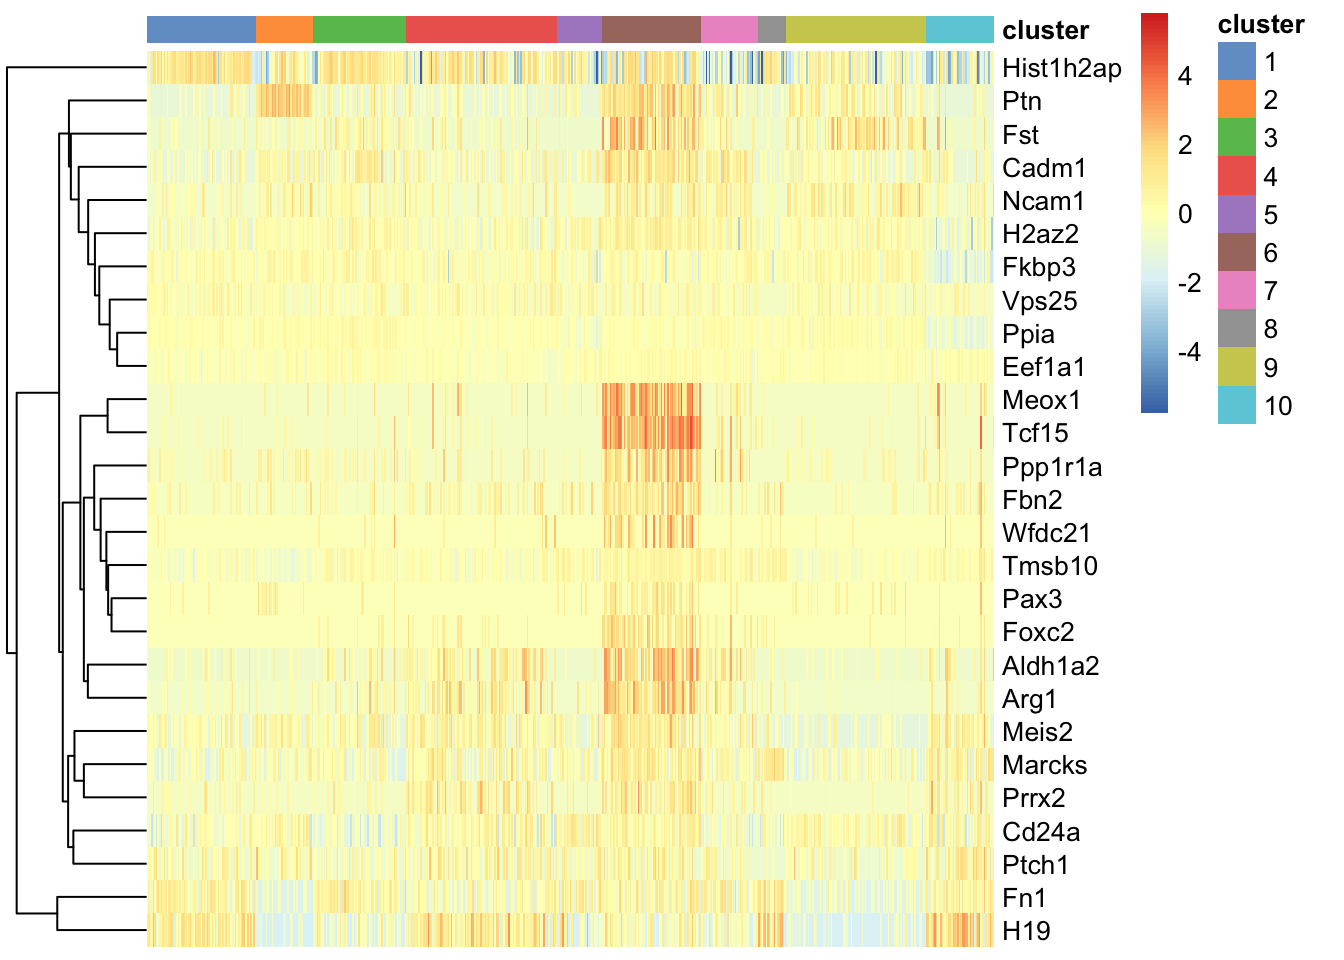 cluster
Hist1h2ap
Ptn
Fst
Cadm1
Ncam1
H2az2
Fkbp3
Vps25
Ppia
Eef1a1
Meox1
Tcf15
Ppp1r1a
Fbn2
Wfdc21
Tmsb10
Pax3
Foxc2
Aldh1a2
Arg1
Meis2
Marcks
Prrx2
Cd24a
Ptch1
Fn1
H19
4
2
0
-2
-4
cluster
1
2
3
4
5
6
7
8
9
10